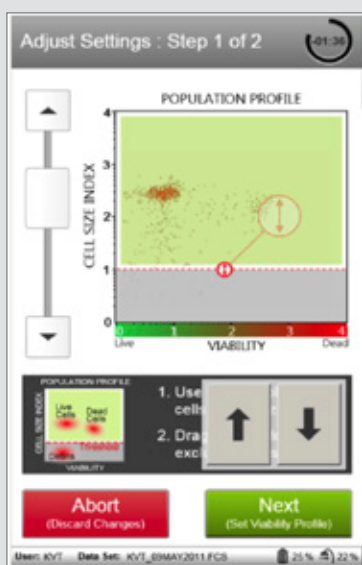 Adjust Settings : Step 1 of 2
-01:36
POPULATION PROFILE
CELL SIZE INDEX
4
3
2
1
0
0 1 2 3 4
Live
Dead
VIABILITY
POPULATION PROFILE
CELL SIZE INDEX
Live
Cells
Dead
Cells
Threshold
Debris
VIABILITY
1. Use
cells
2. Drag
excl
Abort
(Discard Changes)
Next
(Set Viability Profile)
User: KVT Data Set: KVT_09MAY2011.FCS 25% 22%